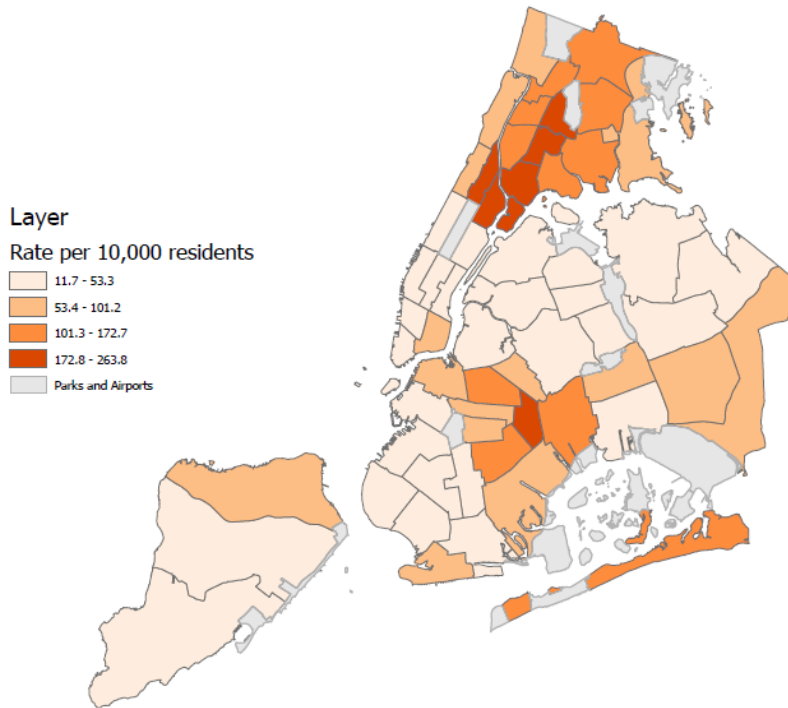 Layer
Rate per 10,000 residents
11.7 - 53.3
53.4 - 101.2
101.3 - 172.7
172.8 - 263.8
Parks and Airports